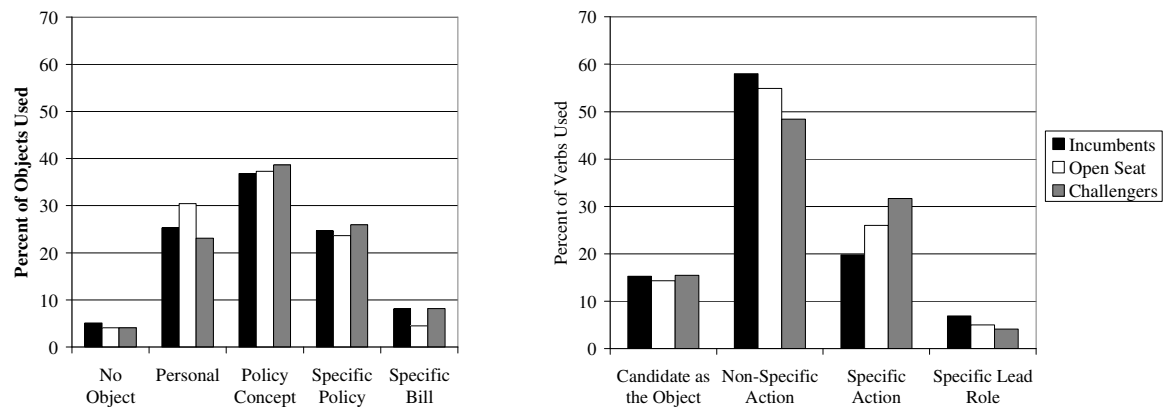 70
60
50
40
30
20
10
0
Percent of Objects Used
No Object
Personal
Policy Concept
Specific Policy
Specific Bill
70
60
50
40
30
20
10
0
Percent of Verbs Used
Candidate as the Object
Non-Specific Action
Specific Action
Specific Lead Role
Incumbents
Open Seat
Challengers